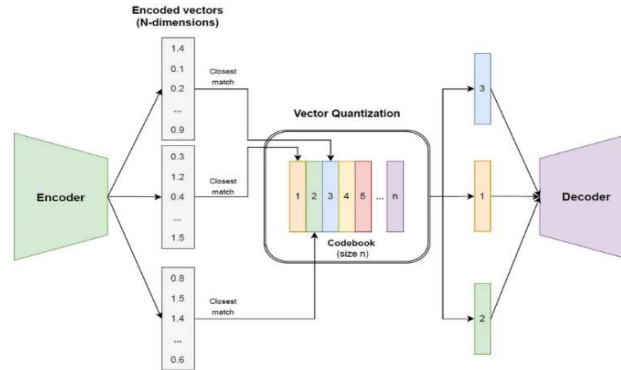 Encoded vectors
(N-dimensions)
1.4
0.1
0.2
...
0.9
Closest
match
0.3
1.2
0.4
...
1.5
Closest
match
0.8
1.5
1.4
...
0.6
Closest
match
Encoder
Vector Quantization
1 2 3 4 5 ... n
Codebook
(size n)
3
1
2
Decoder